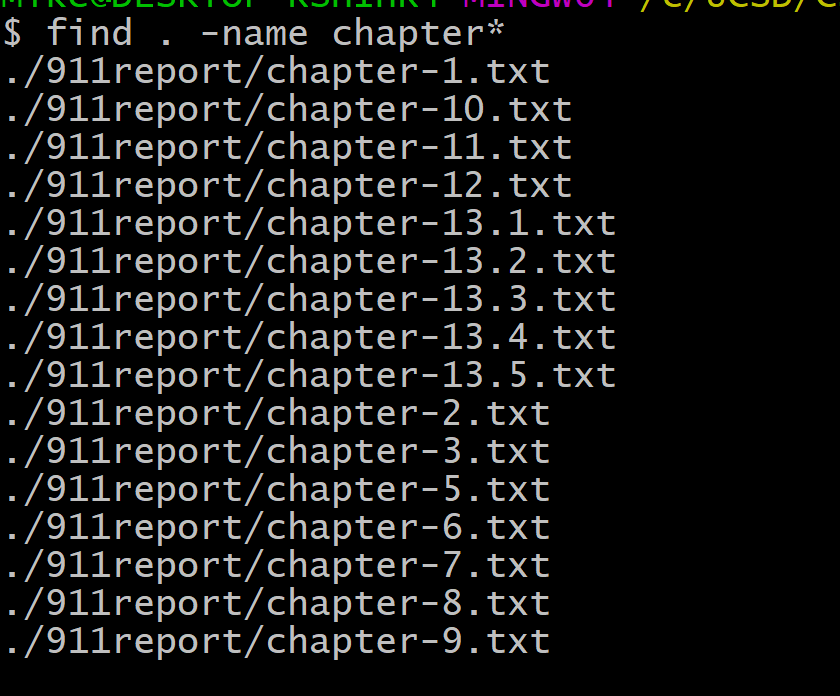 $ find . -name chapter*
./911report/chapter-1.txt
./911report/chapter-10.txt
./911report/chapter-11.txt
./911report/chapter-12.txt
./911report/chapter-13.1.txt
./911report/chapter-13.2.txt
./911report/chapter-13.3.txt
./911report/chapter-13.4.txt
./911report/chapter-13.5.txt
./911report/chapter-2.txt
./911report/chapter-3.txt
./911report/chapter-5.txt
./911report/chapter-6.txt
./911report/chapter-7.txt
./911report/chapter-8.txt
./911report/chapter-9.txt